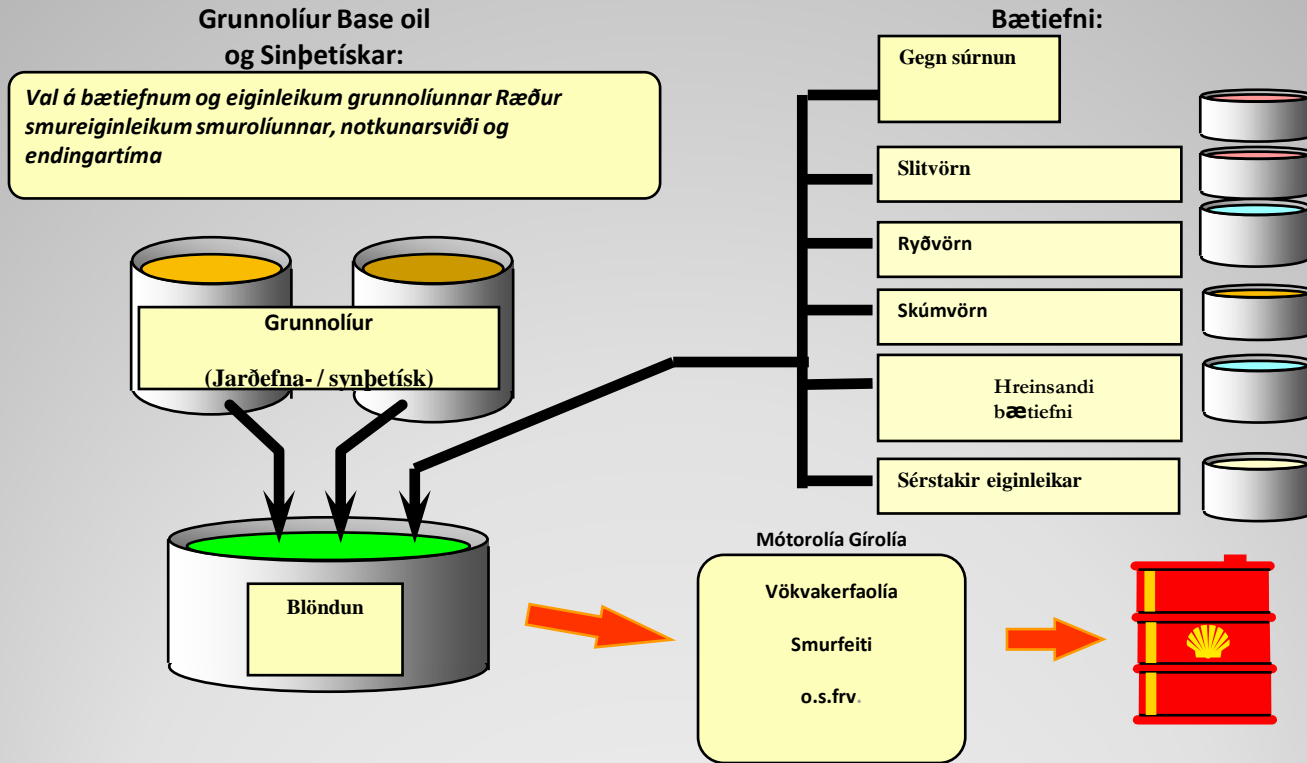 Grunnolíur Base oil
og Sinþetískar:
Val á bætiefnum og eiginleikum grunnolíunnar Ræður
smureiginleikum smurolíunnar, notkunarsviði og
endingartíma
Grunnolíur
(Jarðefna- / synþetísk)
Blöndun
Bætiefni:
Gegn súrnun
Slitvörn
Ryðvörn
Skúmvörn
Hreinsandi
bætiefni
Sérstakir eiginleikar
Mótorolía Gírolía
Vökvakerfaolía
Smurfeiti
o.s.frv.